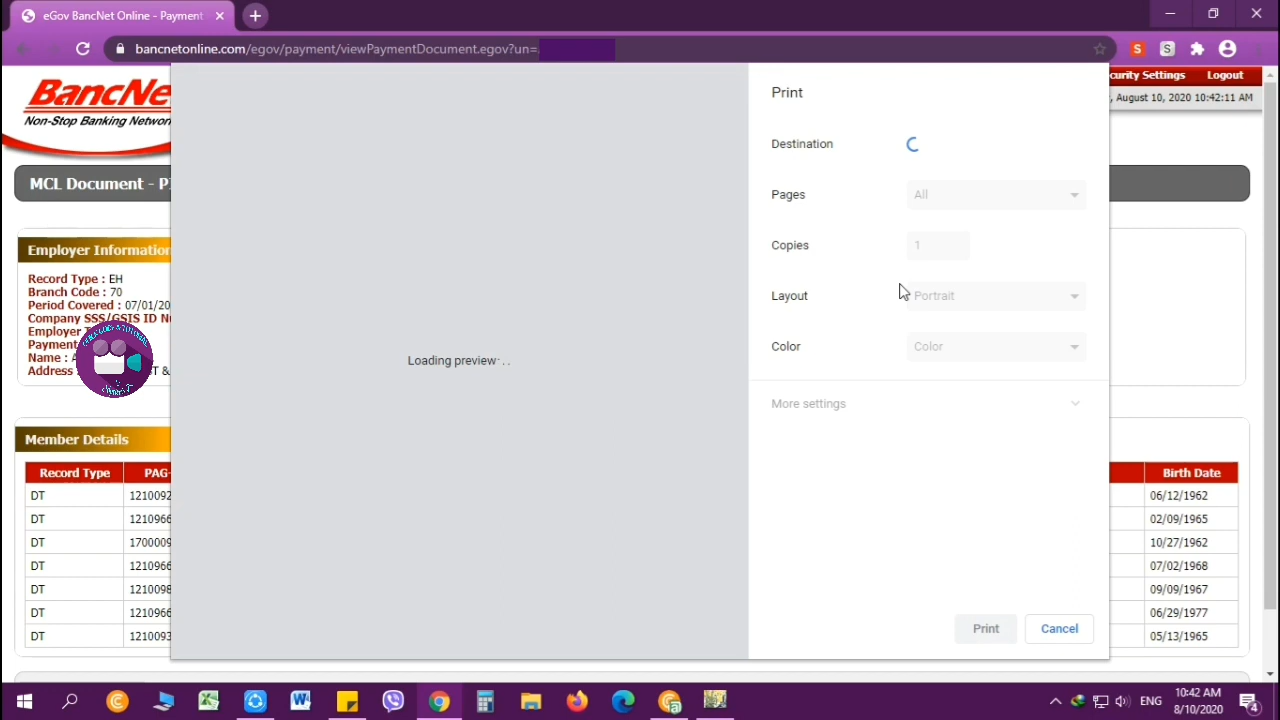 eGov BancNet Online - Payment
bancnetonline.com/egov/payment/viewPaymentDocument.egov?un=
BancNe
Non-Stop Banking Network
curity Settings Logout
, August 10, 2020 10:42:11 AM
MCL Document - P
Print
Destination
Pages All
Copies 1
Layout Portrait
Color Color
More settings
Loading preview...
Print Cancel
Employer Information
Record Type : EH
Branch Code : 70
Period Covered : 07/01/20
Company SSS/GSIS ID N
Employer
Payment
Name : A
Address
T &
Member Details
Record Type PAG- Birth Date
DT 1210092 06/12/1962
DT 1210966 02/09/1965
DT 1700009 10/27/1962
DT 1210966 07/02/1968
DT 1210098 09/09/1967
DT 1210966 06/29/1977
DT 1210093 05/13/1965
ENG
10:42 AM
8/10/2020
4